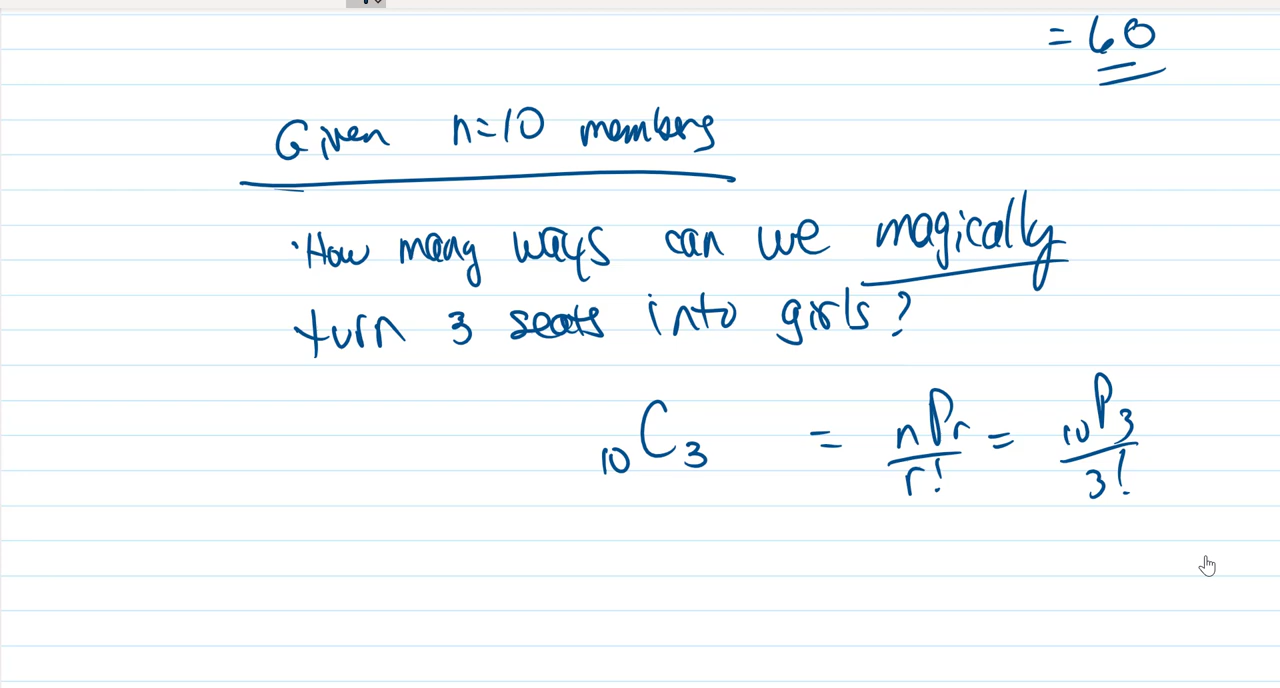 = 60
Given n=10 members
How many ways can we magically
turn 3 seats into girls?
₁₀C₃ = nPr/r! = ₁₀P₃/3!